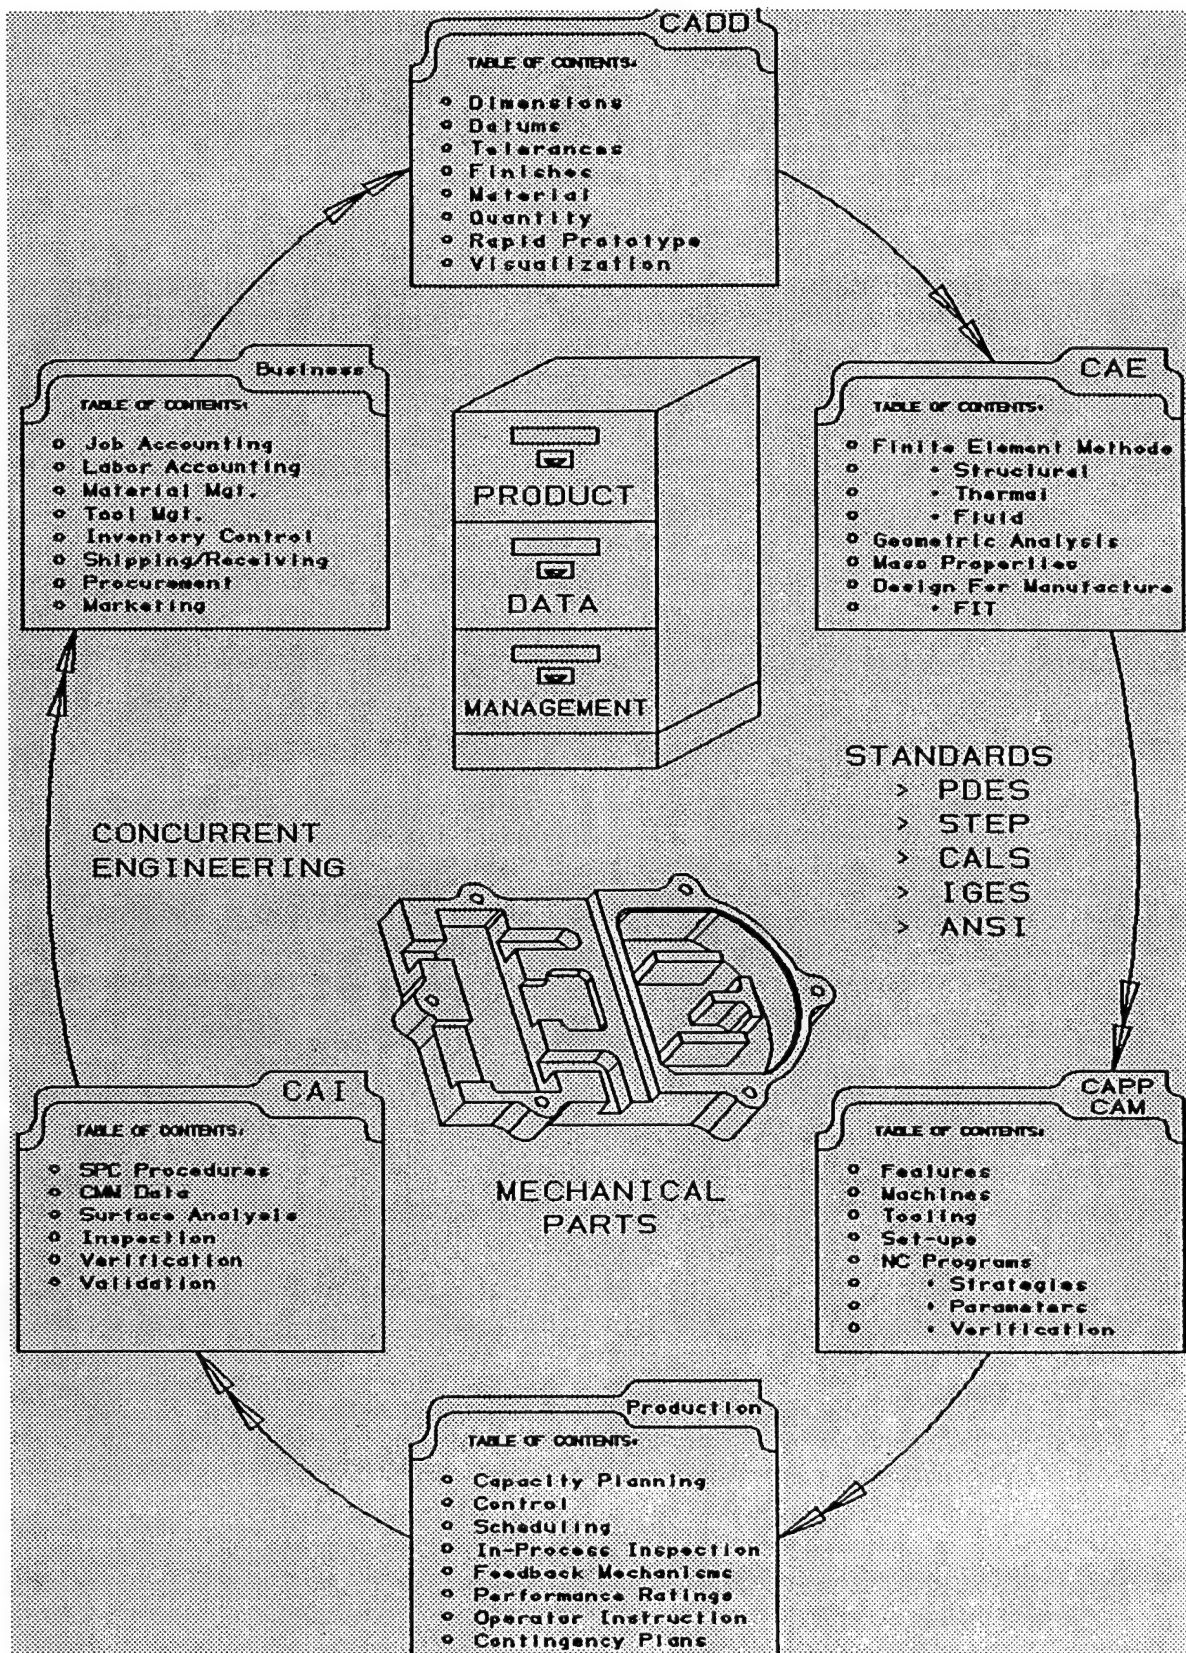 CADD
TABLE OF CONTENTS:
Dimensions
Datums
Tolerances
Finishes
Material
Quantity
Rapid Prototype
Visualization
Business
TABLE OF CONTENTS:
Job Accounting
Labor Accounting
Material Mgt.
Tool Mgt.
Inventory Control
Shipping/Receiving
Procurement
Marketing
PRODUCT
DATA
MANAGEMENT
CAE
TABLE OF CONTENTS:
Finite Element Methods
• Structural
• Thermal
• Fluid
Geometric Analysis
Mass Properties
Design For Manufacture
• FIT
CONCURRENT
ENGINEERING
STANDARDS
> PDES
> STEP
> CALS
> IGES
> ANSI
CAI
TABLE OF CONTENTS:
SPC Procedures
CMM Data
Surface Analysis
Inspection
Verification
Validation
MECHANICAL
PARTS
CAPP
CAM
TABLE OF CONTENTS:
Features
Machines
Tooling
Set-ups
NC Programs
• Strategies
• Parameters
• Verification
Production
TABLE OF CONTENTS:
Capacity Planning
Control
Scheduling
In-Process Inspection
Feedback Mechanisms
Performance Ratings
Operator Instruction
Contingency Plans